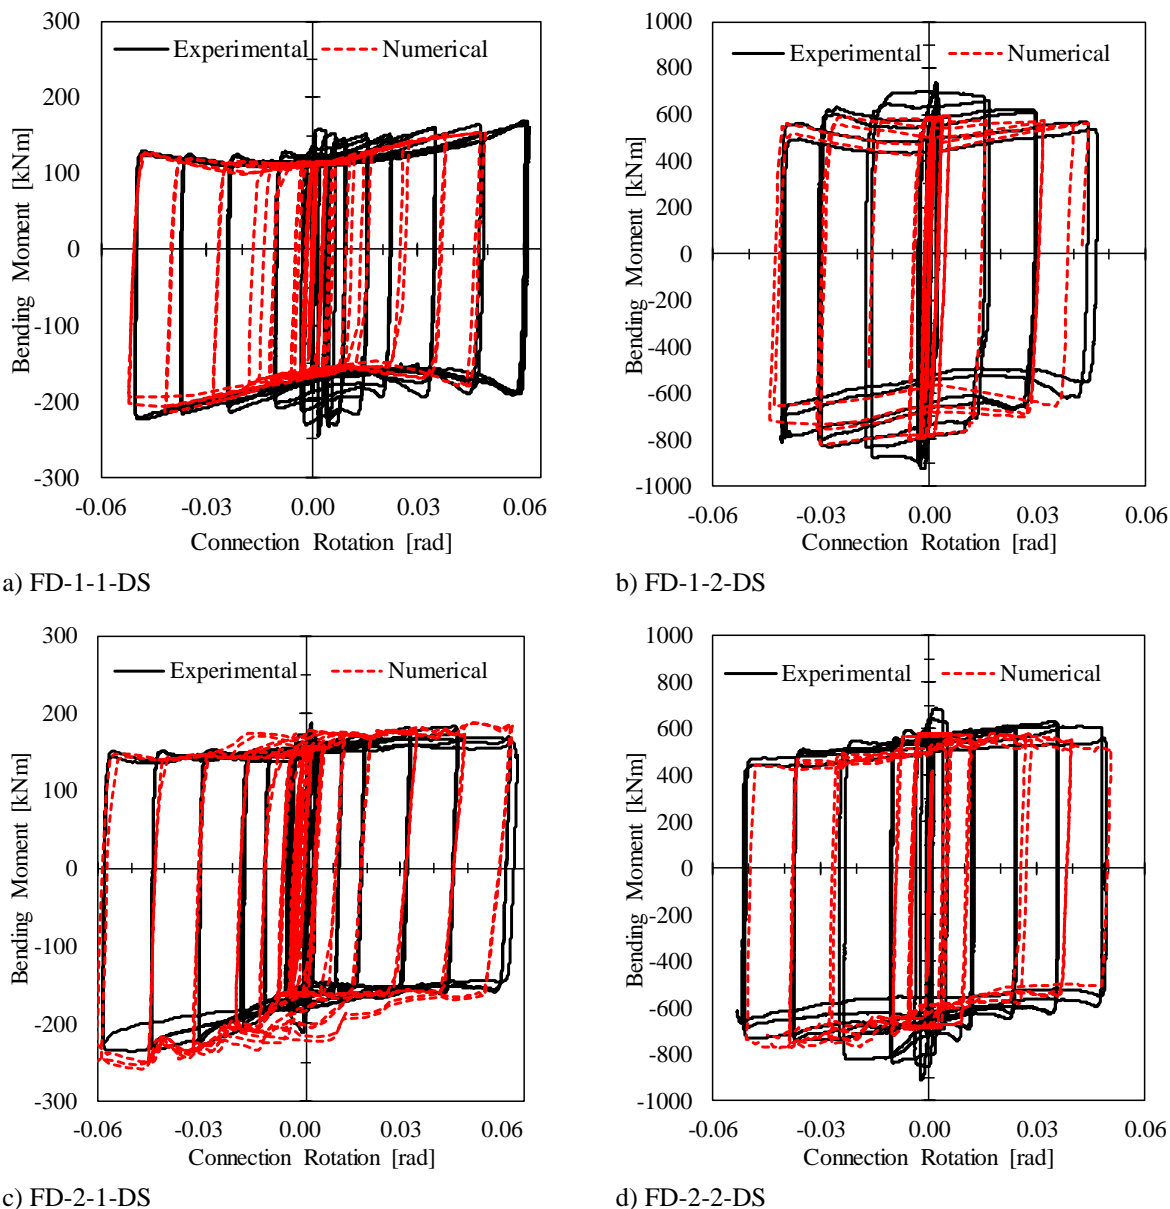 300
200
100
0
-100
-200
-300
-0.06 -0.03 0.00 0.03 0.06
Bending Moment [kNm]
Connection Rotation [rad]
Experimental Numerical
a) FD-1-1-DS
1000
800
600
400
200
0
-200
-400
-600
-800
-1000
-0.06 -0.03 0.00 0.03 0.06
Bending Moment [kNm]
Connection Rotation [rad]
Experimental Numerical
b) FD-1-2-DS
300
200
100
0
-100
-200
-300
-0.06 -0.03 0.00 0.03 0.06
Bending Moment [kNm]
Connection Rotation [rad]
Experimental Numerical
c) FD-2-1-DS
1000
800
600
400
200
0
-200
-400
-600
-800
-1000
-0.06 -0.03 0.00 0.03 0.06
Bending Moment [kNm]
Connection Rotation [rad]
Experimental Numerical
d) FD-2-2-DS